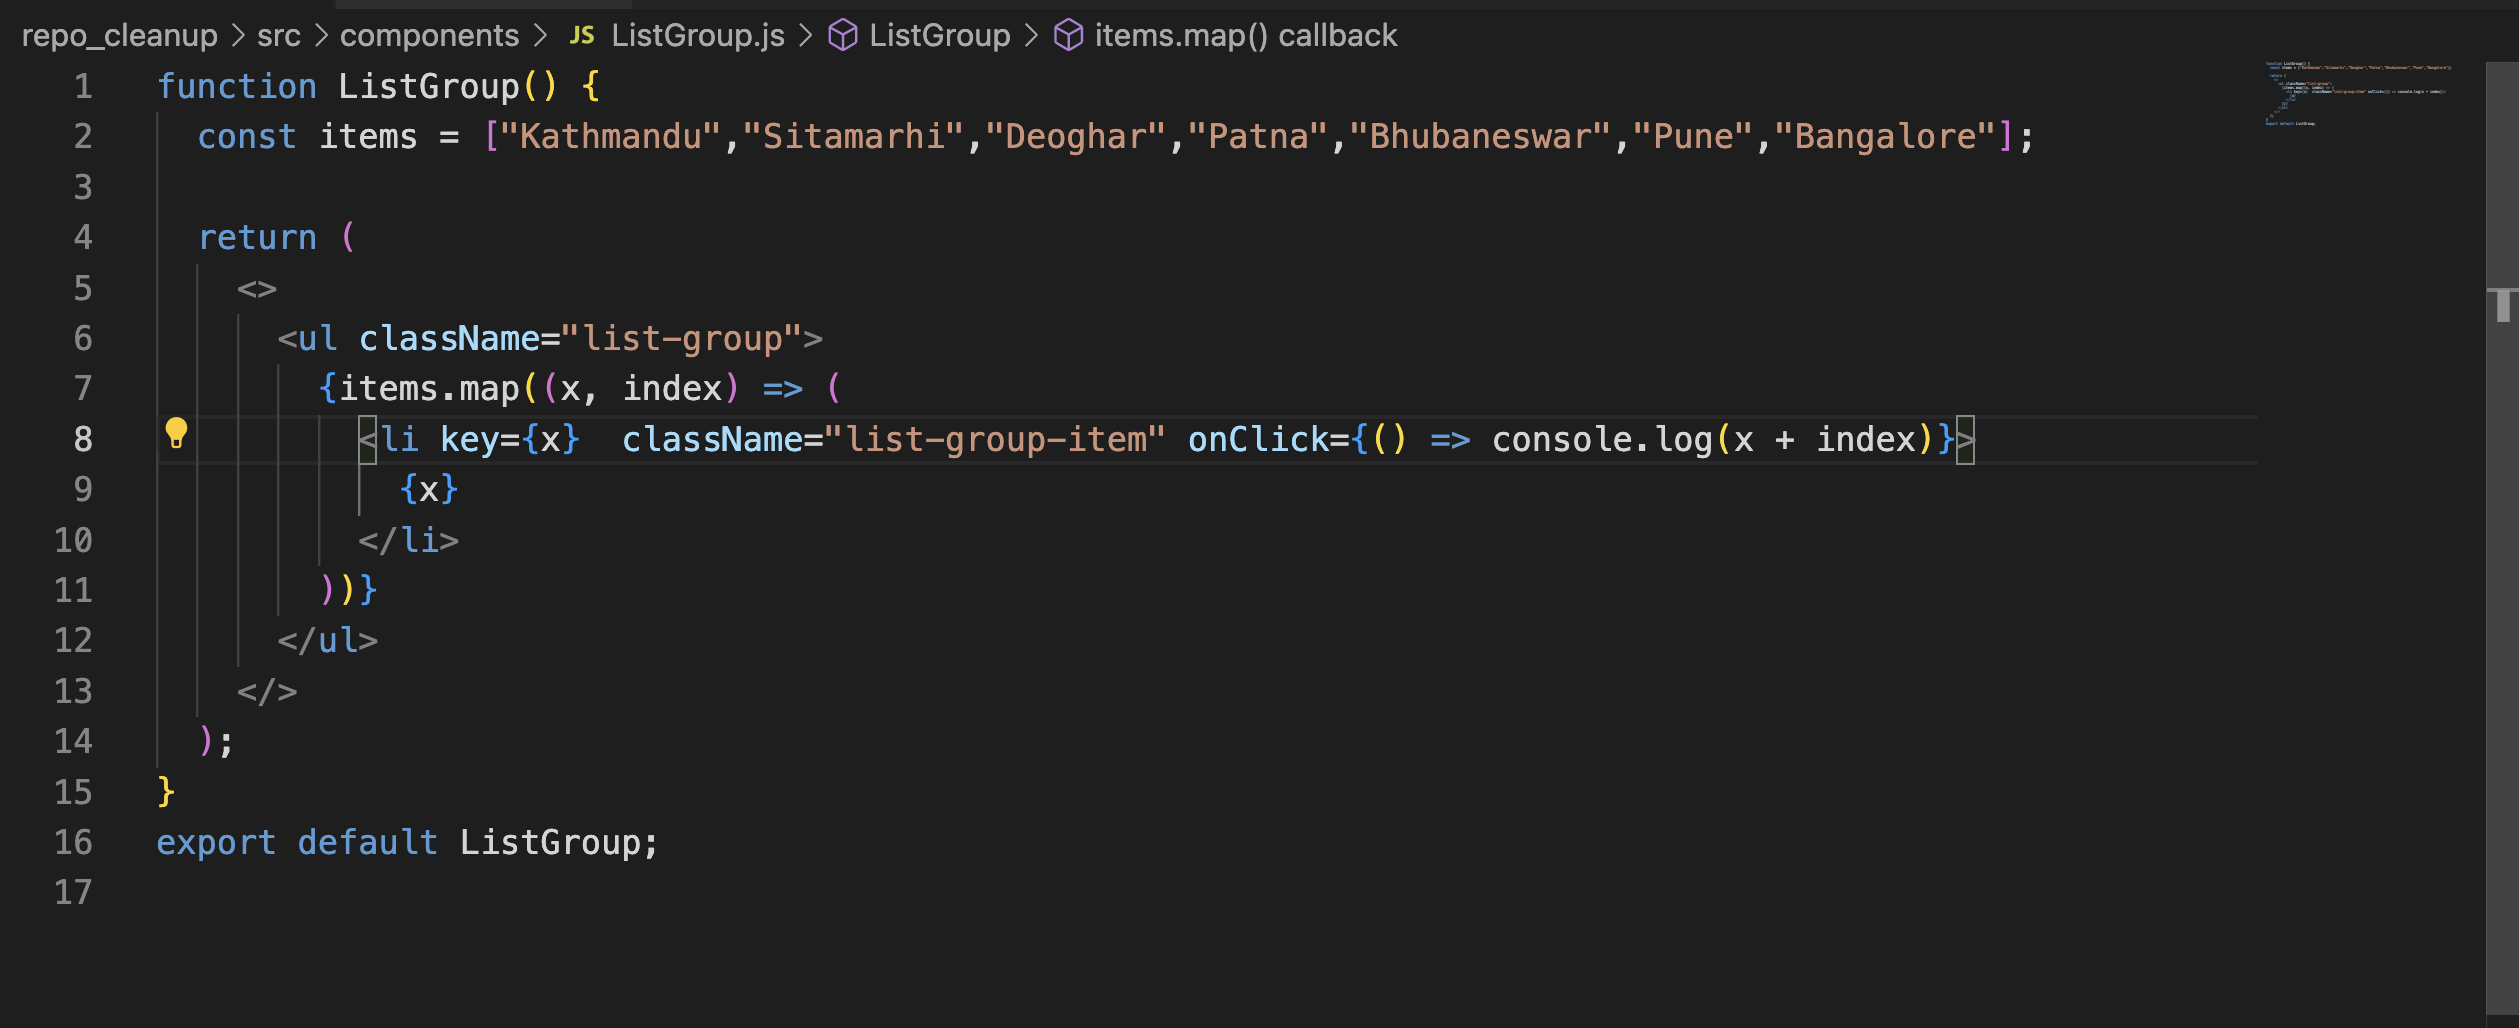 repo_cleanup > src > components > JS ListGroup.js > ListGroup > items.map() callback
1 function ListGroup() {
2   const items = ["Kathmandu","Sitamarhi","Deoghar","Patna","Bhubaneswar","Pune","Bangalore"];
3
4   return (
5     <>
6       <ul className="list-group">
7         {items.map((x, index) => (
8           <li key={x}  className="list-group-item" onClick={() => console.log(x + index)}>
9             {x}
10           </li>
11         ))}
12       </ul>
13     </>
14   );
15 }
16 export default ListGroup;
17